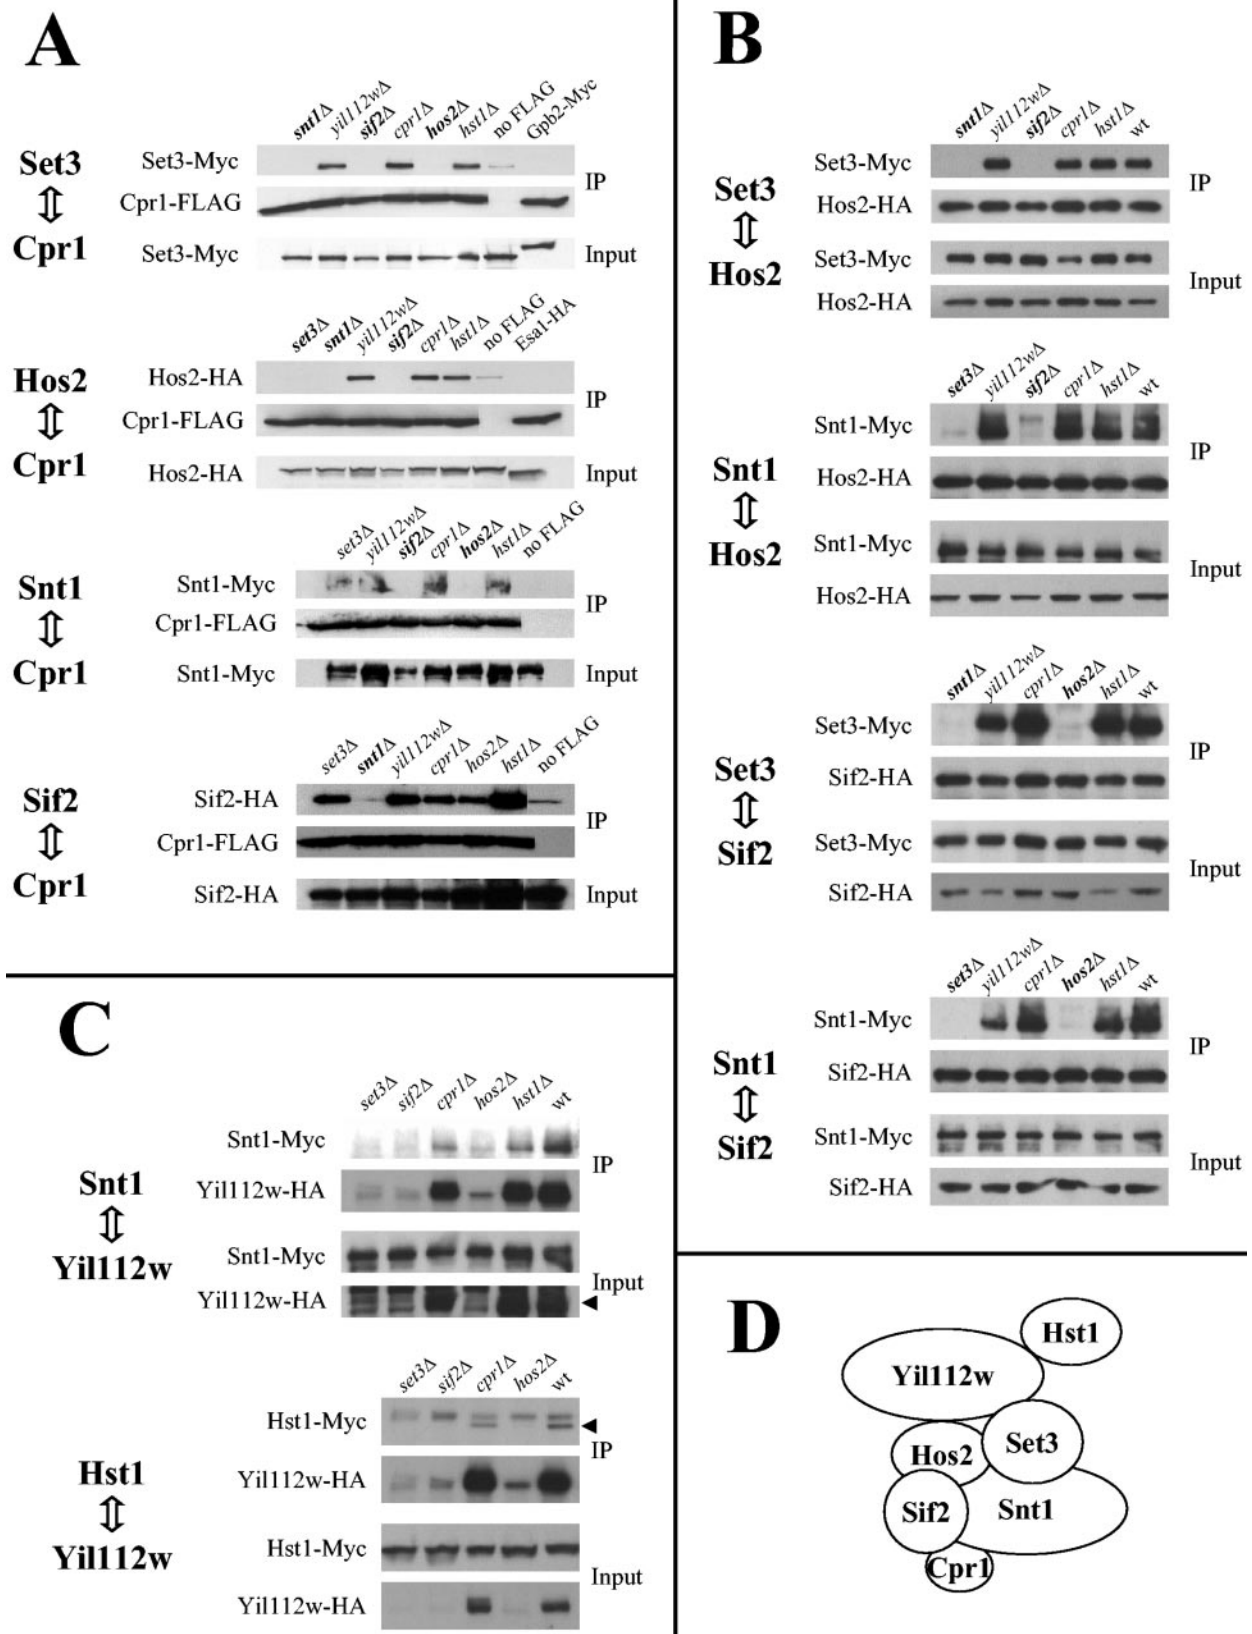 A
snt1Δ yil112wΔ sif2Δ cpr1Δ hos2Δ hst1Δ no FLAG Gpb2-Myc
Set3
⇕
Cpr1
Set3-Myc
Cpr1-FLAG
IP
Set3-Myc
Input
set3Δ snt1Δ yil112wΔ sif2Δ cpr1Δ hst1Δ no FLAG Esa1-HA
Hos2
⇕
Cpr1
Hos2-HA
Cpr1-FLAG
IP
Hos2-HA
Input
set3Δ yil112wΔ sif2Δ cpr1Δ hos2Δ hst1Δ no FLAG
Snt1
⇕
Cpr1
Snt1-Myc
Cpr1-FLAG
IP
Snt1-Myc
Input
set3Δ snt1Δ yil112wΔ cpr1Δ hos2Δ hst1Δ no FLAG
Sif2
⇕
Cpr1
Sif2-HA
Cpr1-FLAG
IP
Sif2-HA
Input
B
snt1Δ yil112wΔ sif2Δ cpr1Δ hst1Δ wt
Set3
⇕
Hos2
Set3-Myc
Hos2-HA
IP
Set3-Myc
Hos2-HA
Input
set3Δ yil112wΔ sif2Δ cpr1Δ hst1Δ wt
Snt1
⇕
Hos2
Snt1-Myc
Hos2-HA
IP
Snt1-Myc
Hos2-HA
Input
snt1Δ yil112wΔ cpr1Δ hos2Δ hst1Δ wt
Set3
⇕
Sif2
Set3-Myc
Sif2-HA
IP
Set3-Myc
Sif2-HA
Input
set3Δ yil112wΔ cpr1Δ hos2Δ hst1Δ wt
Snt1
⇕
Sif2
Snt1-Myc
Sif2-HA
IP
Snt1-Myc
Sif2-HA
Input
C
set3Δ sif2Δ cpr1Δ hos2Δ hst1Δ wt
Snt1
⇕
Yil112w
Snt1-Myc
Yil112w-HA
IP
Snt1-Myc
Yil112w-HA
Input
set3Δ sif2Δ cpr1Δ hos2Δ wt
Hst1
⇕
Yil112w
Hst1-Myc
Yil112w-HA
IP
Hst1-Myc
Yil112w-HA
Input
D
Hst1
Yil112w
Hos2
Set3
Sif2
Snt1
Cpr1